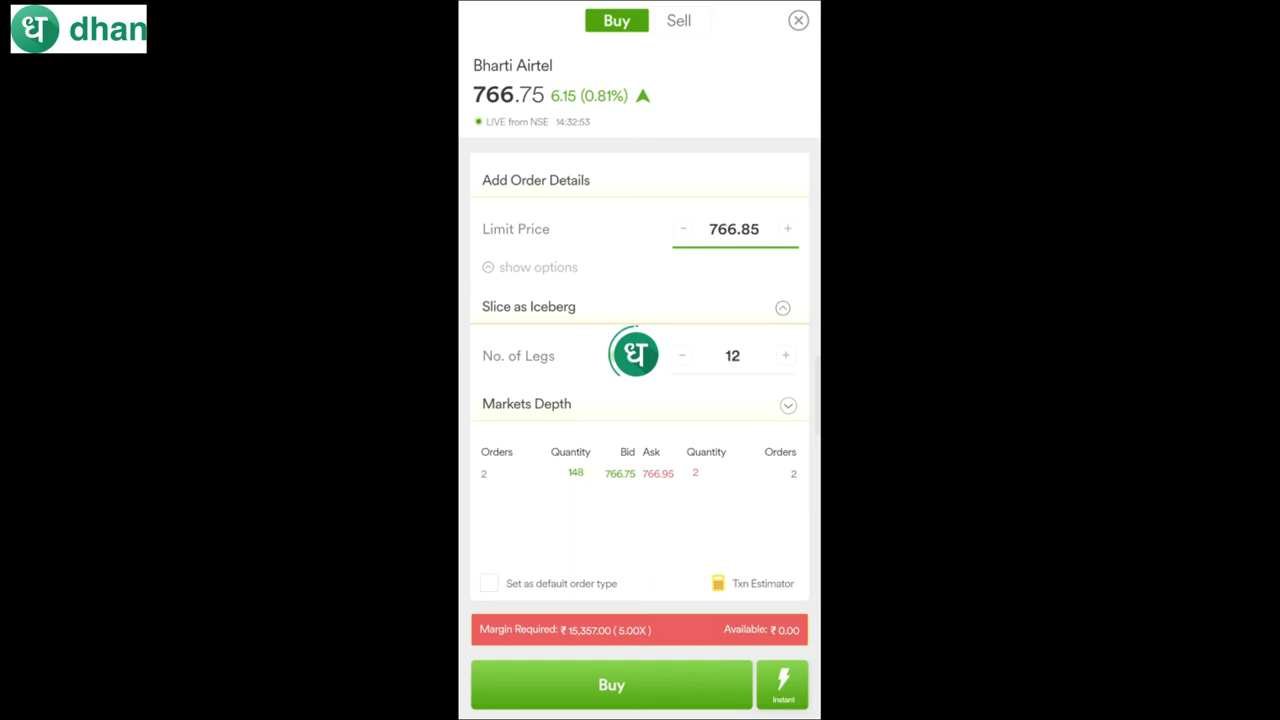 ध dhan
Buy Sell
Bharti Airtel
766.75 6.15 (0.81%)
LIVE from NSE 14:32:53
Add Order Details
Limit Price - 766.85 +
show options
Slice as Iceberg
No. of Legs ध - 12 +
Markets Depth
Orders Quantity Bid Ask Quantity Orders
2 148 766.75 766.95 2 2
Set as default order type Txn Estimator
Margin Required: ₹ 15,357.00 ( 5.00X ) Available: ₹ 0.00
Buy
Instant